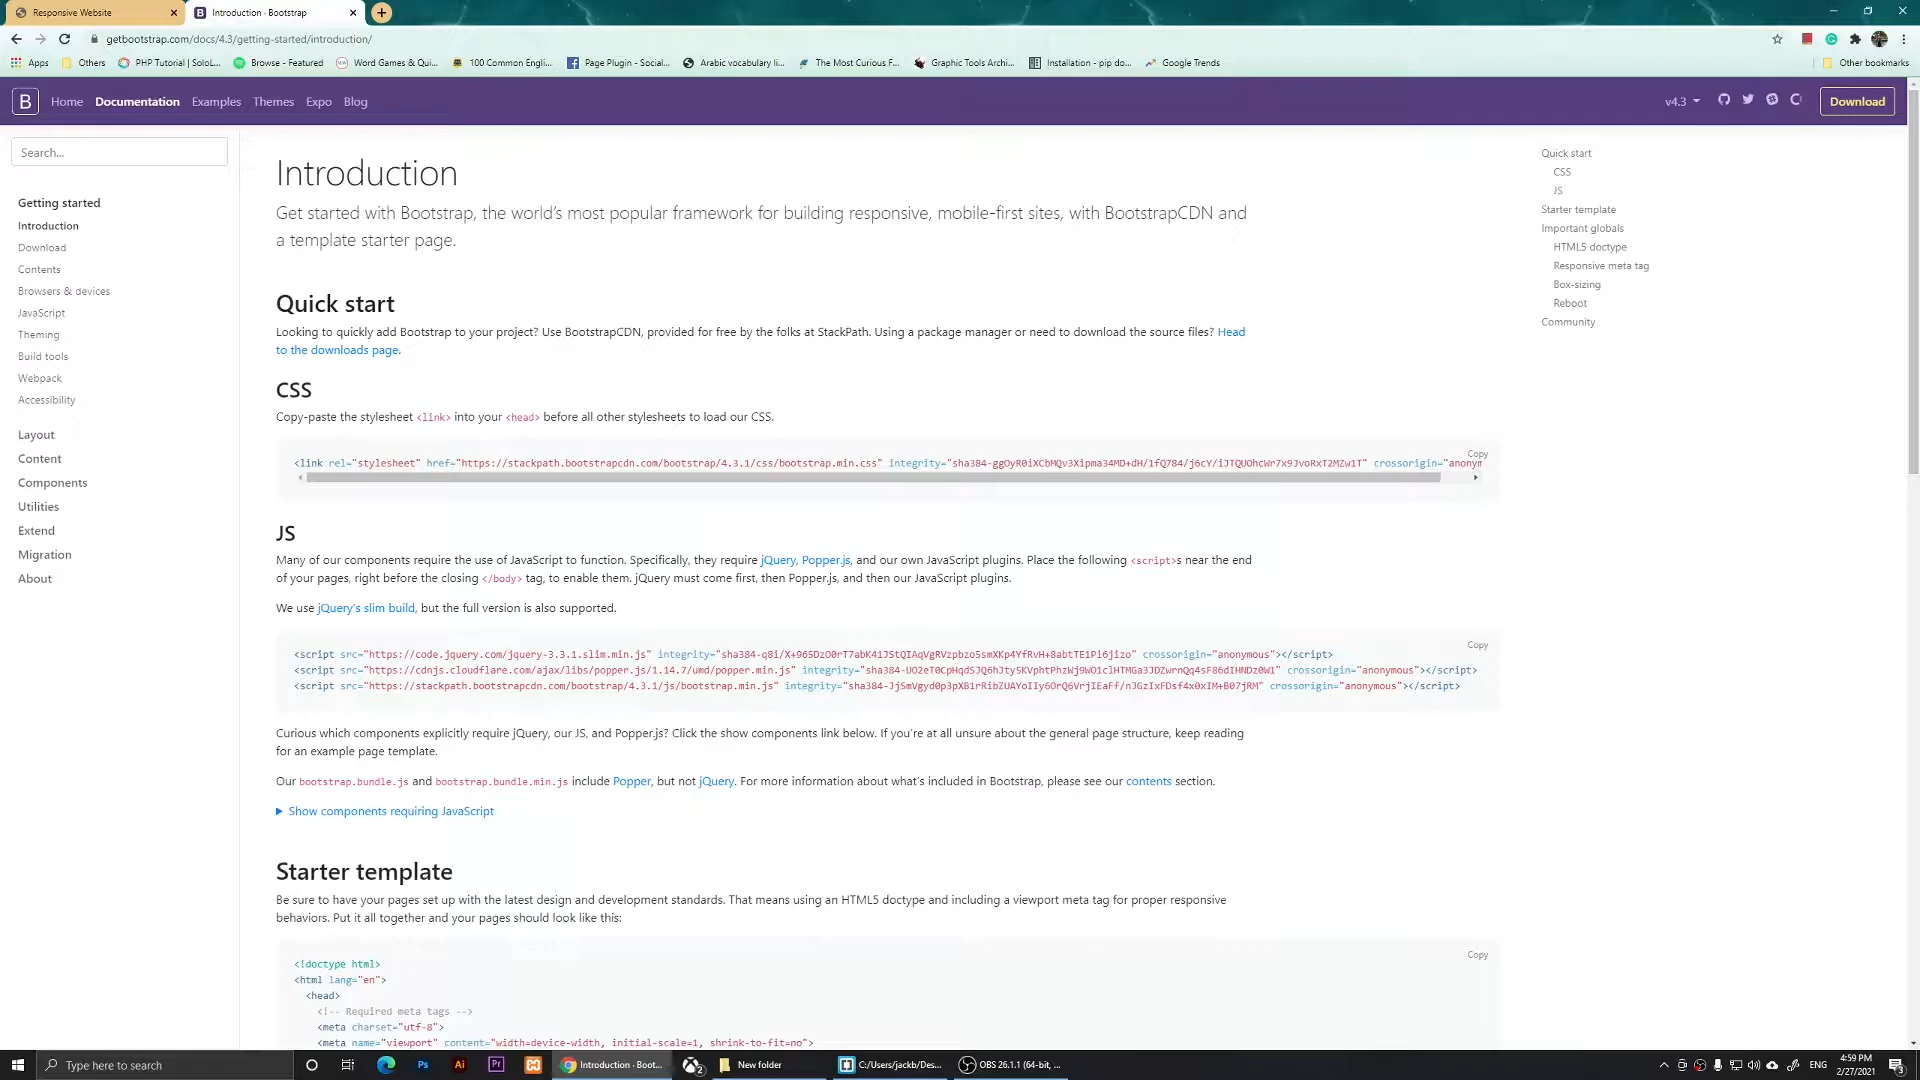 Responsive Website
Introduction · Bootstrap
getbootstrap.com/docs/4.3/getting-started/introduction/
Apps Others PHP Tutorial | SoloL... Browse - Featured Word Games & Qui... 100 Common Engli... Page Plugin - Social... Arabic vocabulary li... The Most Curious F... Graphic Tools Archi... Installation - pip do... Google Trends Other bookmarks
B Home Documentation Examples Themes Expo Blog v4.3 Download
Search...
Getting started
Introduction
Download
Contents
Browsers & devices
JavaScript
Theming
Build tools
Webpack
Accessibility
Layout
Content
Components
Utilities
Extend
Migration
About
Introduction
Get started with Bootstrap, the world’s most popular framework for building responsive, mobile-first sites, with BootstrapCDN and
a template starter page.
Quick start
Looking to quickly add Bootstrap to your project? Use BootstrapCDN, provided for free by the folks at StackPath. Using a package manager or need to download the source files? Head
to the downloads page.
CSS
Copy-paste the stylesheet <link> into your <head> before all other stylesheets to load our CSS.
Copy
<link rel="stylesheet" href="https://stackpath.bootstrapcdn.com/bootstrap/4.3.1/css/bootstrap.min.css" integrity="sha384-ggOyR0iXCbMQv3Xipma34MD+dH/1fQ784/j6cY/iJTQUOhcWr7x9JvoRxT2MZw1T" crossorigin="anonym
JS
Many of our components require the use of JavaScript to function. Specifically, they require jQuery, Popper.js, and our own JavaScript plugins. Place the following <script>s near the end
of your pages, right before the closing </body> tag, to enable them. jQuery must come first, then Popper.js, and then our JavaScript plugins.
We use jQuery’s slim build, but the full version is also supported.
Copy
<script src="https://code.jquery.com/jquery-3.3.1.slim.min.js" integrity="sha384-q8i/X+965DzO0rT7abK41JStQIAqVgRVzpbzo5smXKp4YfRvH+8abtTE1Pi6jizo" crossorigin="anonymous"></script>
<script src="https://cdnjs.cloudflare.com/ajax/libs/popper.js/1.14.7/umd/popper.min.js" integrity="sha384-UO2eT0CpHqdSJQ6hJty5KVphtPhzWj9WO1clHTMGa3JDZwrnQq4sF86dIHNDz0W1" crossorigin="anonymous"></script>
<script src="https://stackpath.bootstrapcdn.com/bootstrap/4.3.1/js/bootstrap.min.js" integrity="sha384-JjSmVgyd0p3pXB1rRibZUAYoIIy6OrQ6VrjIEaFf/nJGzIxFDsf4x0xIM+B07jRM" crossorigin="anonymous"></script>
Curious which components explicitly require jQuery, our JS, and Popper.js? Click the show components link below. If you’re at all unsure about the general page structure, keep reading
for an example page template.
Our bootstrap.bundle.js and bootstrap.bundle.min.js include Popper, but not jQuery. For more information about what’s included in Bootstrap, please see our contents section.
Show components requiring JavaScript
Starter template
Be sure to have your pages set up with the latest design and development standards. That means using an HTML5 doctype and including a viewport meta tag for proper responsive
behaviors. Put it all together and your pages should look like this:
Copy
<!doctype html>
<html lang="en">
<head>
<!-- Required meta tags -->
<meta charset="utf-8">
<meta name="viewport" content="width=device-width, initial-scale=1, shrink-to-fit=no">
Quick start
CSS
JS
Starter template
Important globals
HTML5 doctype
Responsive meta tag
Box-sizing
Reboot
Community
Type here to search
Ps
Ai
Pr
Introduction · Boot...
2
New folder
C:/Users/jackb/Des...
OBS 26.1.1 (64-bit, ...
ENG
4:59 PM
2/27/2021
3